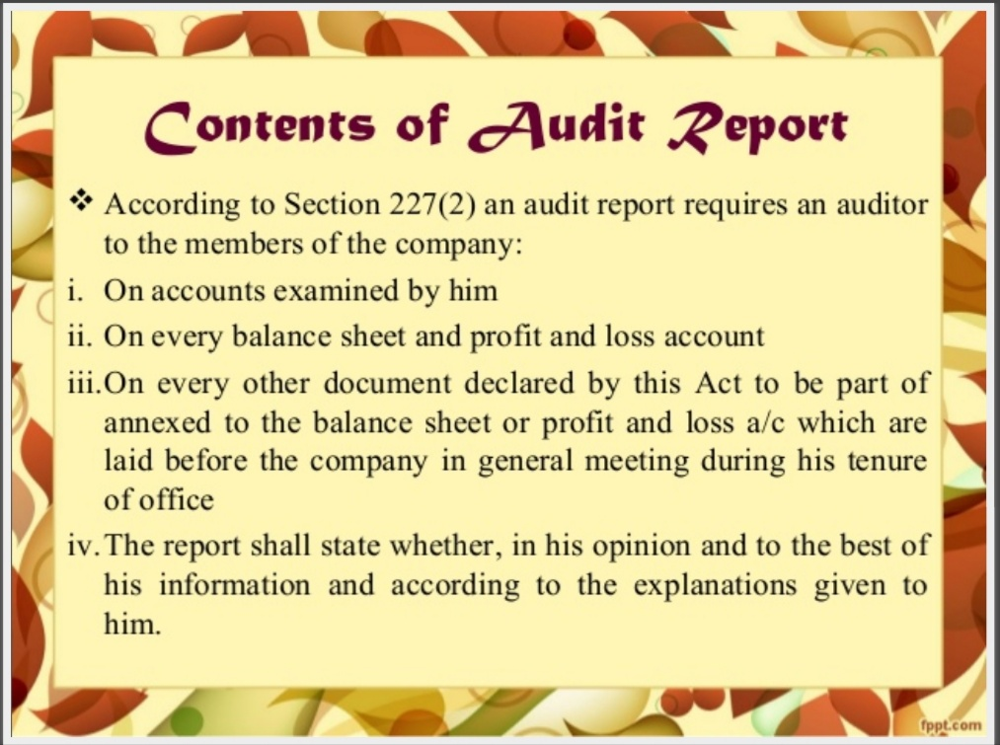 Contents of Audit Report
❖ According to Section 227(2) an audit report requires an auditor
to the members of the company:
i. On accounts examined by him
ii. On every balance sheet and profit and loss account
iii.On every other document declared by this Act to be part of
annexed to the balance sheet or profit and loss a/c which are
laid before the company in general meeting during his tenure
of office
iv. The report shall state whether, in his opinion and to the best of
his information and according to the explanations given to
him.
fppt.com